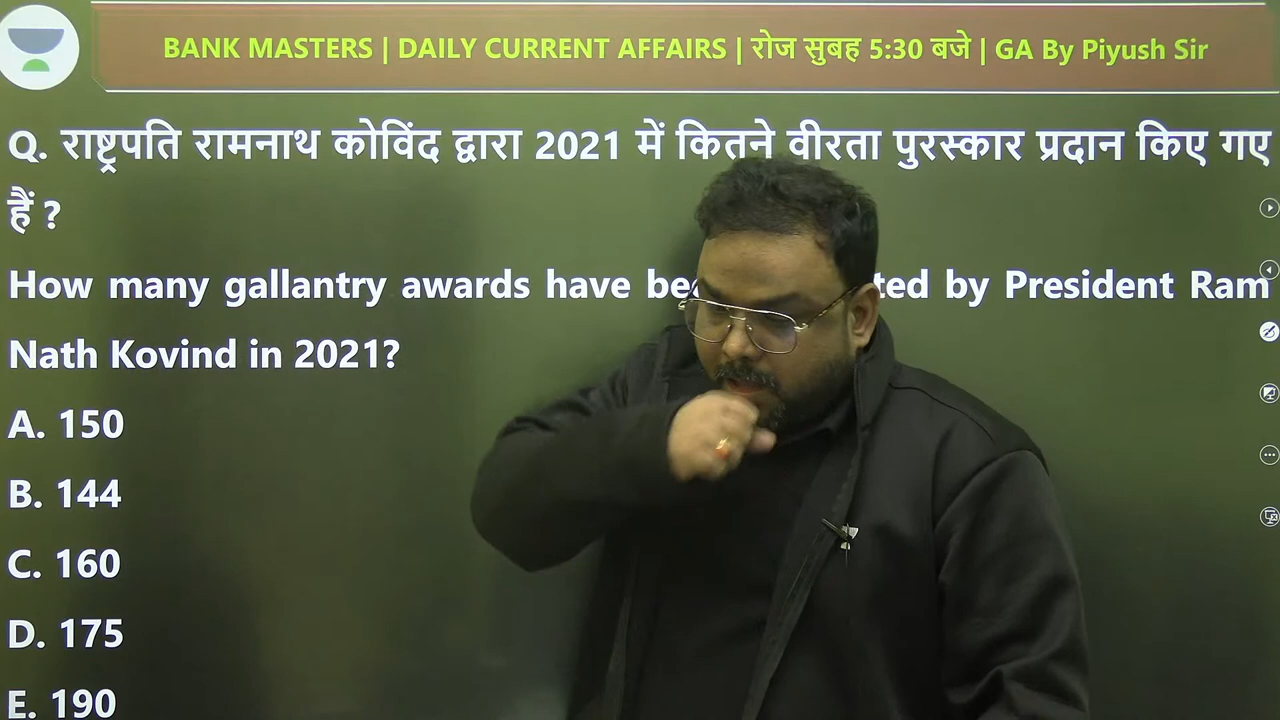 BANK MASTERS | DAILY CURRENT AFFAIRS | रोज सुबह 5:30 बजे | GA By Piyush Sir
Q. राष्ट्रपति रामनाथ कोविंद द्वारा 2021 में कितने वीरता पुरस्कार प्रदान किए गए
हैं ?
How many gallantry awards have by President Ram
Nath Kovind in 2021?
A. 150
B. 144
C. 160
D. 175
E. 190